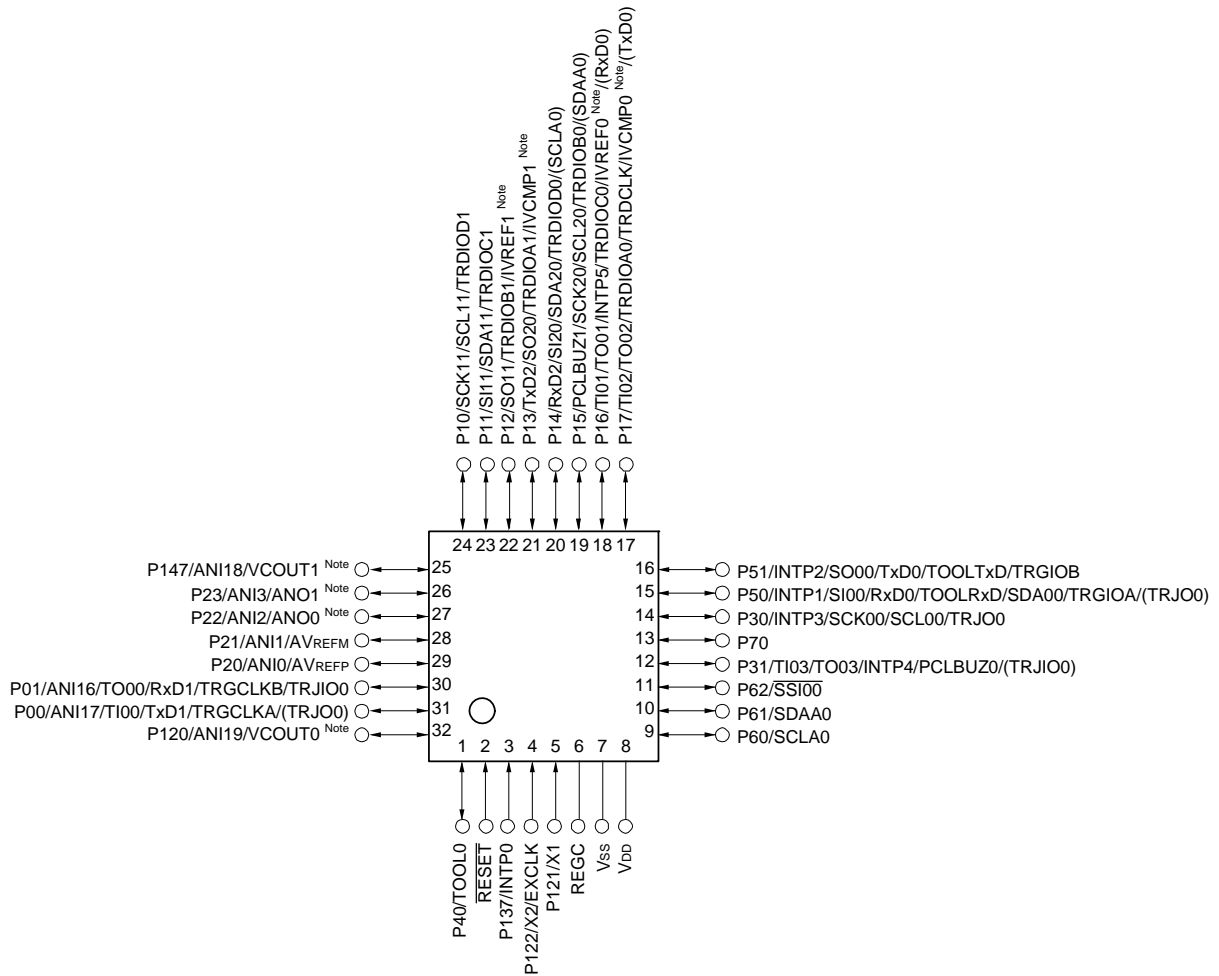 P10/SCK11/SCL11/TRDIOD1
P11/SI11/SDA11/TRDIOC1
P12/SO11/TRDIOB1/IVREF1 Note
P13/TxD2/SO20/TRDIOA1/IVCMP1 Note
P14/RxD2/SI20/SDA20/TRDIOD0/(SCLA0)
P15/PCLBUZ1/SCK20/SCL20/TRDIOB0/(SDAA0)
P16/TI01/TO01/INTP5/TRDIOC0/IVREF0 Note/(RxD0)
P17/TI02/TO02/TRDIOA0/TRDCLK/IVCMP0 Note/(TxD0)
24 23 22 21 20 19 18 17
P147/ANI18/VCOUT1 Note 25
P23/ANI3/ANO1 Note 26
P22/ANI2/ANO0 Note 27
P21/ANI1/AVREFM 28
P20/ANI0/AVREFP 29
P01/ANI16/TO00/RxD1/TRGCLKB/TRJIO0 30
P00/ANI17/TI00/TxD1/TRGCLKA/(TRJO0) 31
P120/ANI19/VCOUT0 Note 32
16 P51/INTP2/SO00/TxD0/TOOLTxD/TRGIOB
15 P50/INTP1/SI00/RxD0/TOOLRxD/SDA00/TRGIOA/(TRJO0)
14 P30/INTP3/SCK00/SCL00/TRJO0
13 P70
12 P31/TI03/TO03/INTP4/PCLBUZ0/(TRJIO0)
11 P62/SSI00
10 P61/SDAA0
9 P60/SCLA0
1 2 3 4 5 6 7 8
P40/TOOL0
RESET
P137/INTP0
P122/X2/EXCLK
P121/X1
REGC
VSS
VDD